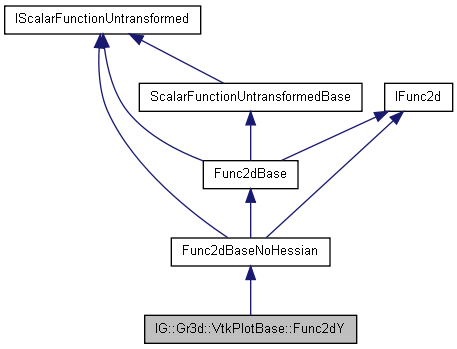 IScalarFunctionUntransformed
ScalarFunctionUntransformedBase
IFunc2d
Func2dBase
Func2dBaseNoHessian
IG::Gr3d::VtkPlotBase::Func2dY